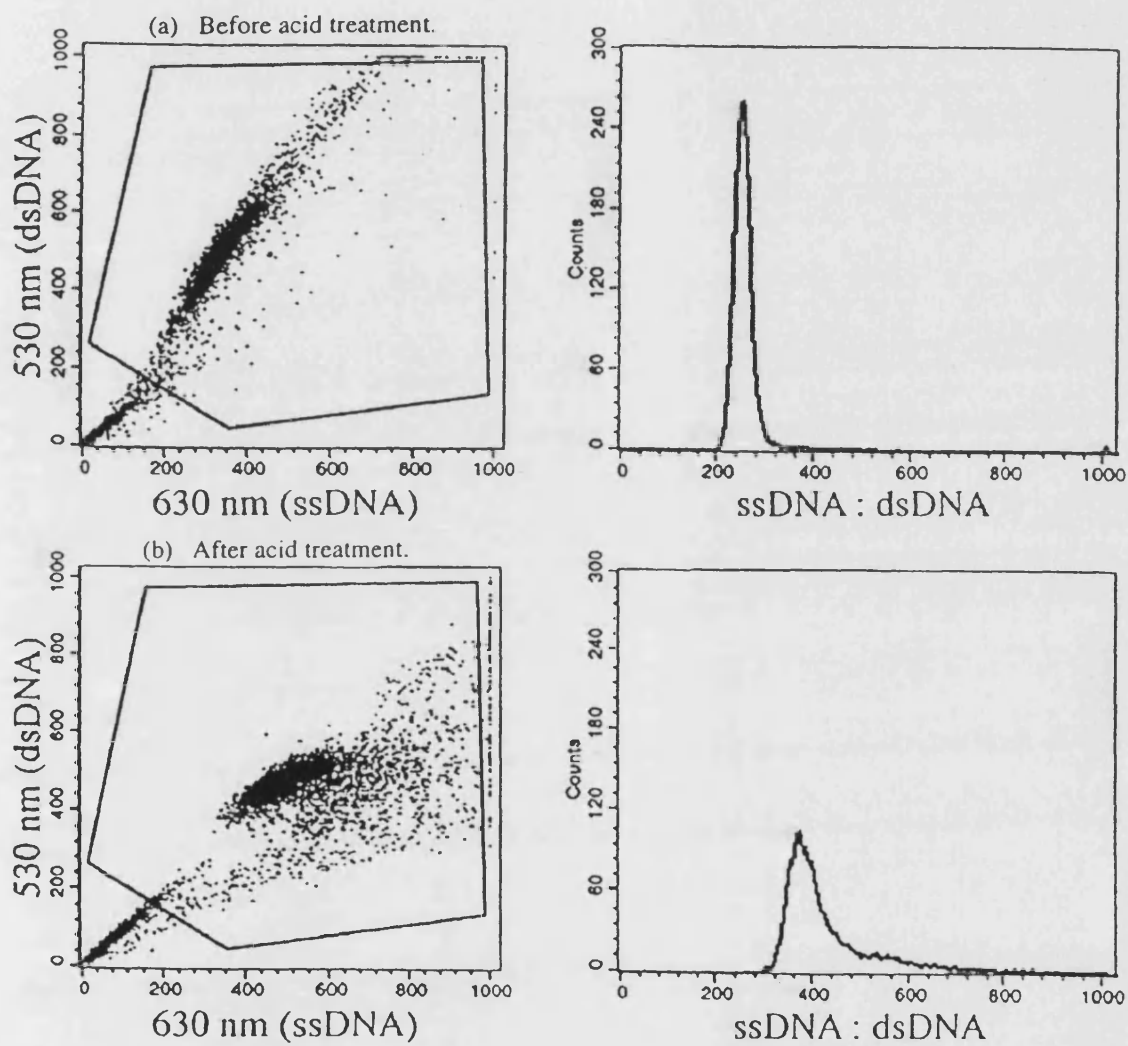 (a) Before acid treatment.
1000
800
600
400
200
0
530 nm (dsDNA)
0 200 400 600 800 1000
630 nm (ssDNA)
300
240
180
120
60
0
Counts
0 200 400 600 800 1000
ssDNA : dsDNA
(b) After acid treatment.
1000
800
600
400
200
0
530 nm (dsDNA)
0 200 400 600 800 1000
630 nm (ssDNA)
300
240
180
120
60
0
Counts
0 200 400 600 800 1000
ssDNA : dsDNA